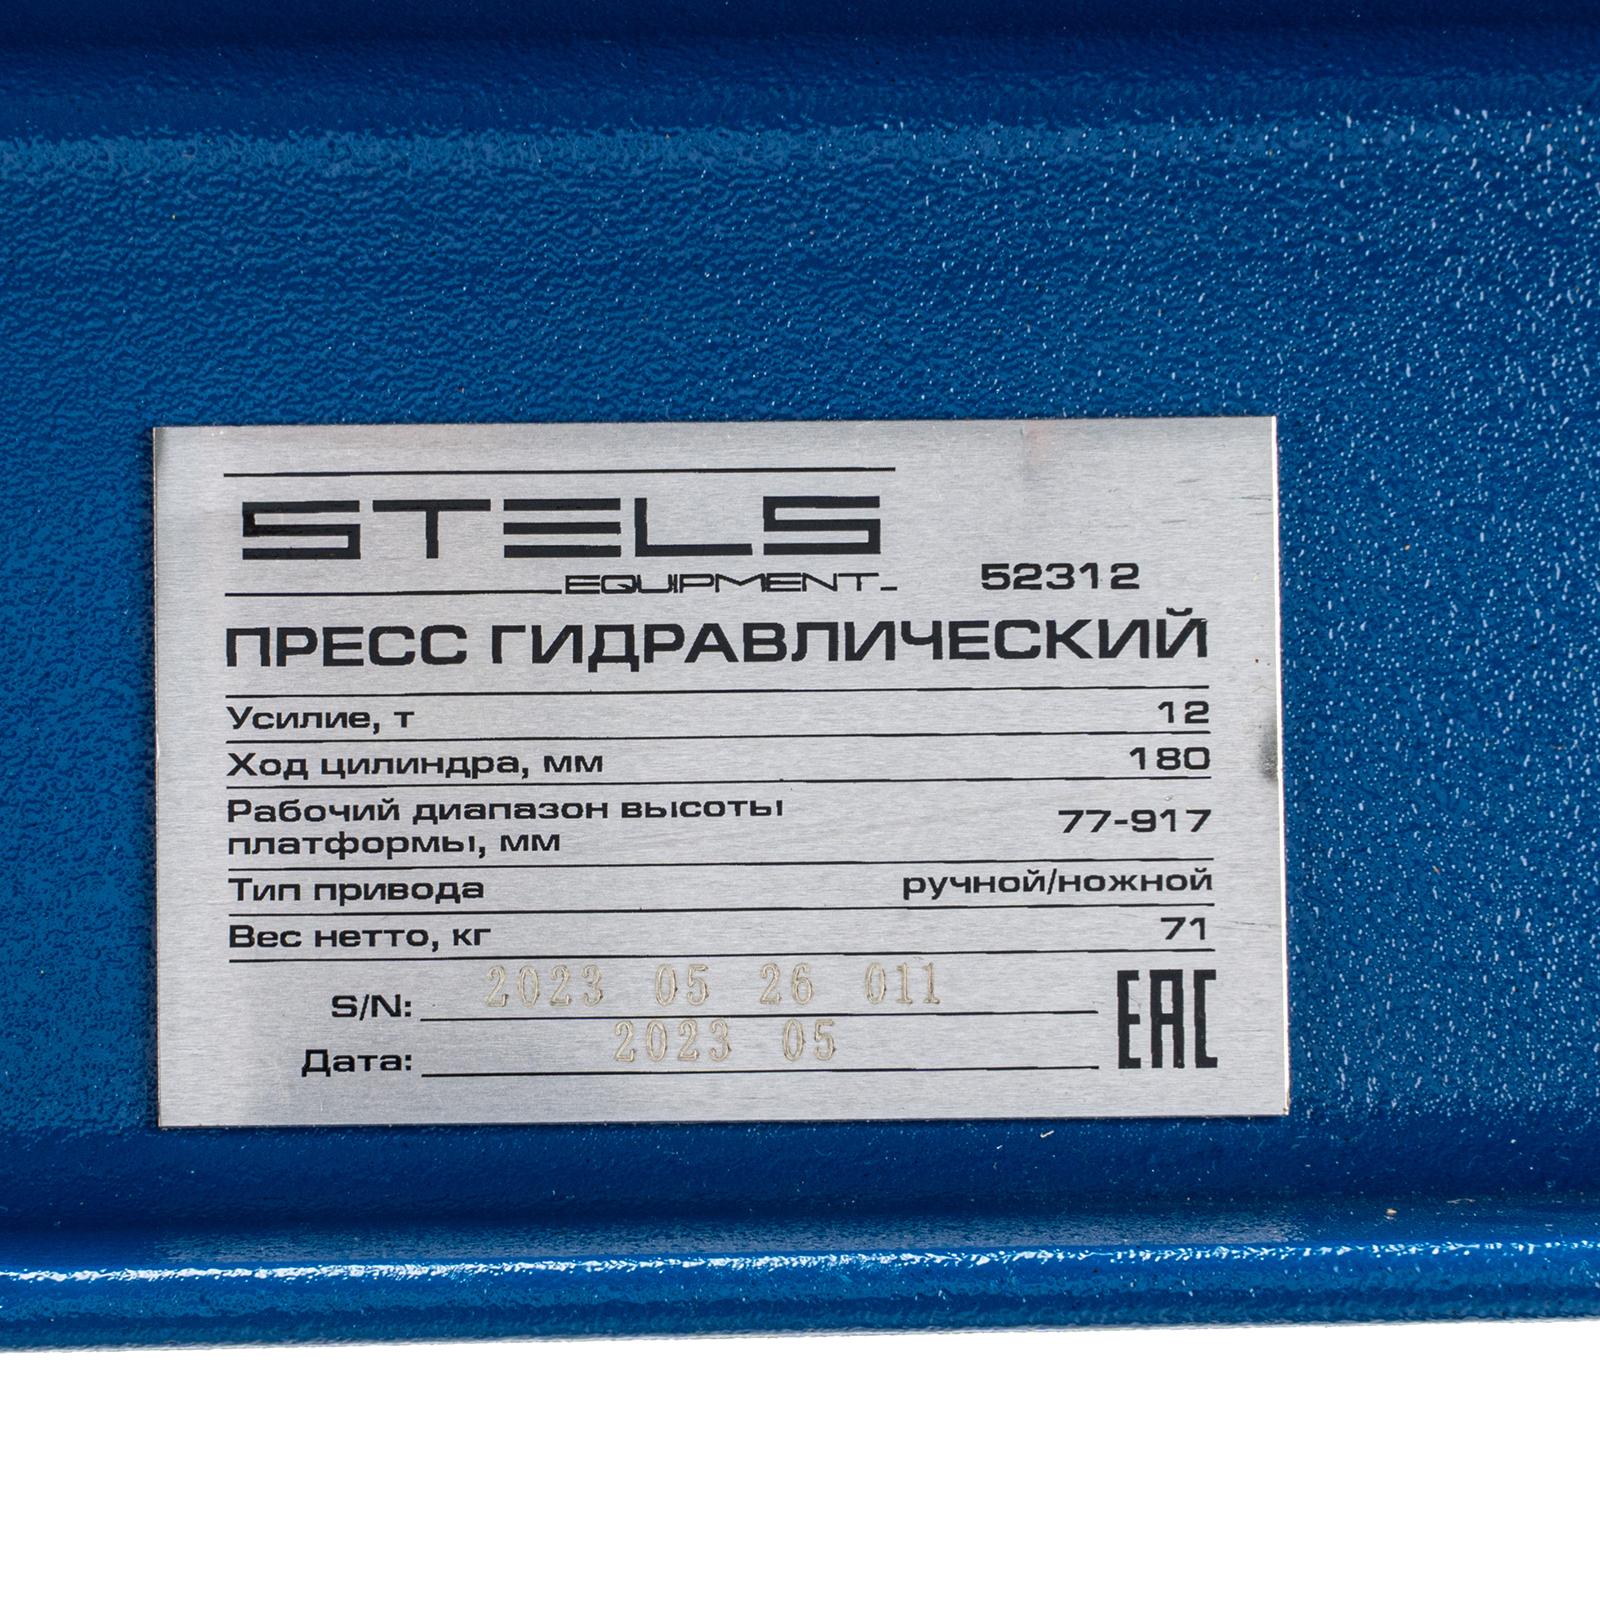 STELS
EQUIPMENT
52312
ПРЕСС ГИДРАВЛИЧЕСКИЙ
Усилие, т 12
Ход цилиндра, мм 180
Рабочий диапазон высоты
платформы, мм 77-917
Тип привода ручной/ножной
Вес нетто, кг 71
S/N: 2023 05 26 011
Дата: 2023 05
EAC